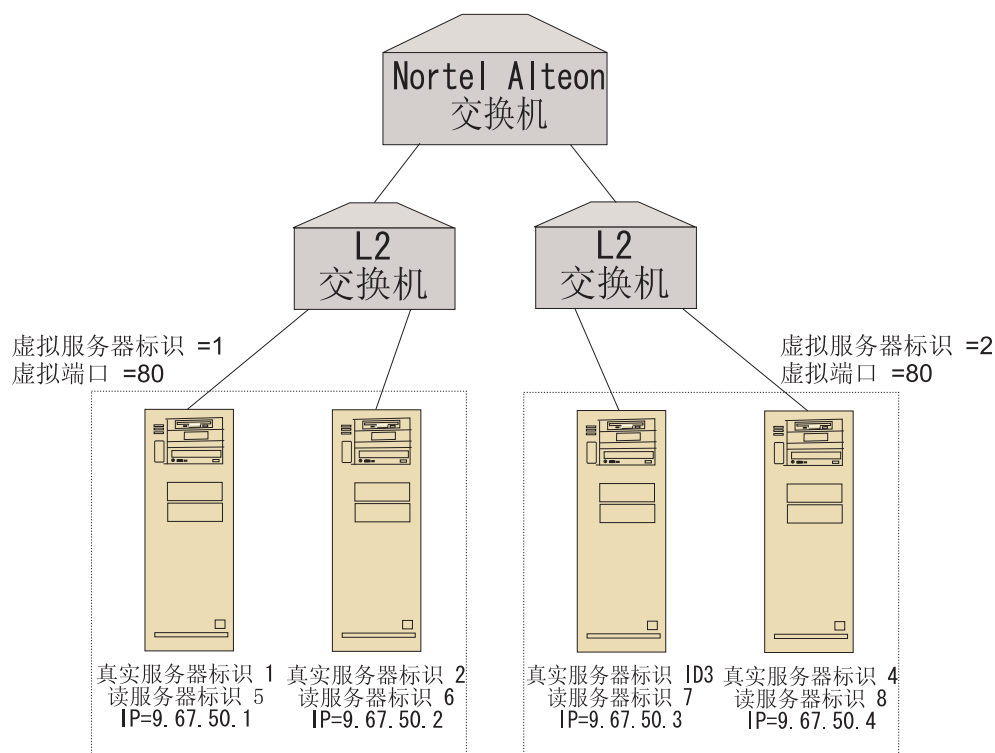 Nortel Alteon
交换机
L2
交换机
L2
交换机
虚拟服务器标识 =1
虚拟端口 =80
虚拟服务器标识 =2
虚拟端口 =80
真实服务器标识 1
读服务器标识 5
IP=9.67.50.1
真实服务器标识 2
读服务器标识 6
IP=9.67.50.2
真实服务器标识 ID3
读服务器标识 7
IP=9.67.50.3
真实服务器标识 4
读服务器标识 8
IP=9.67.50.4